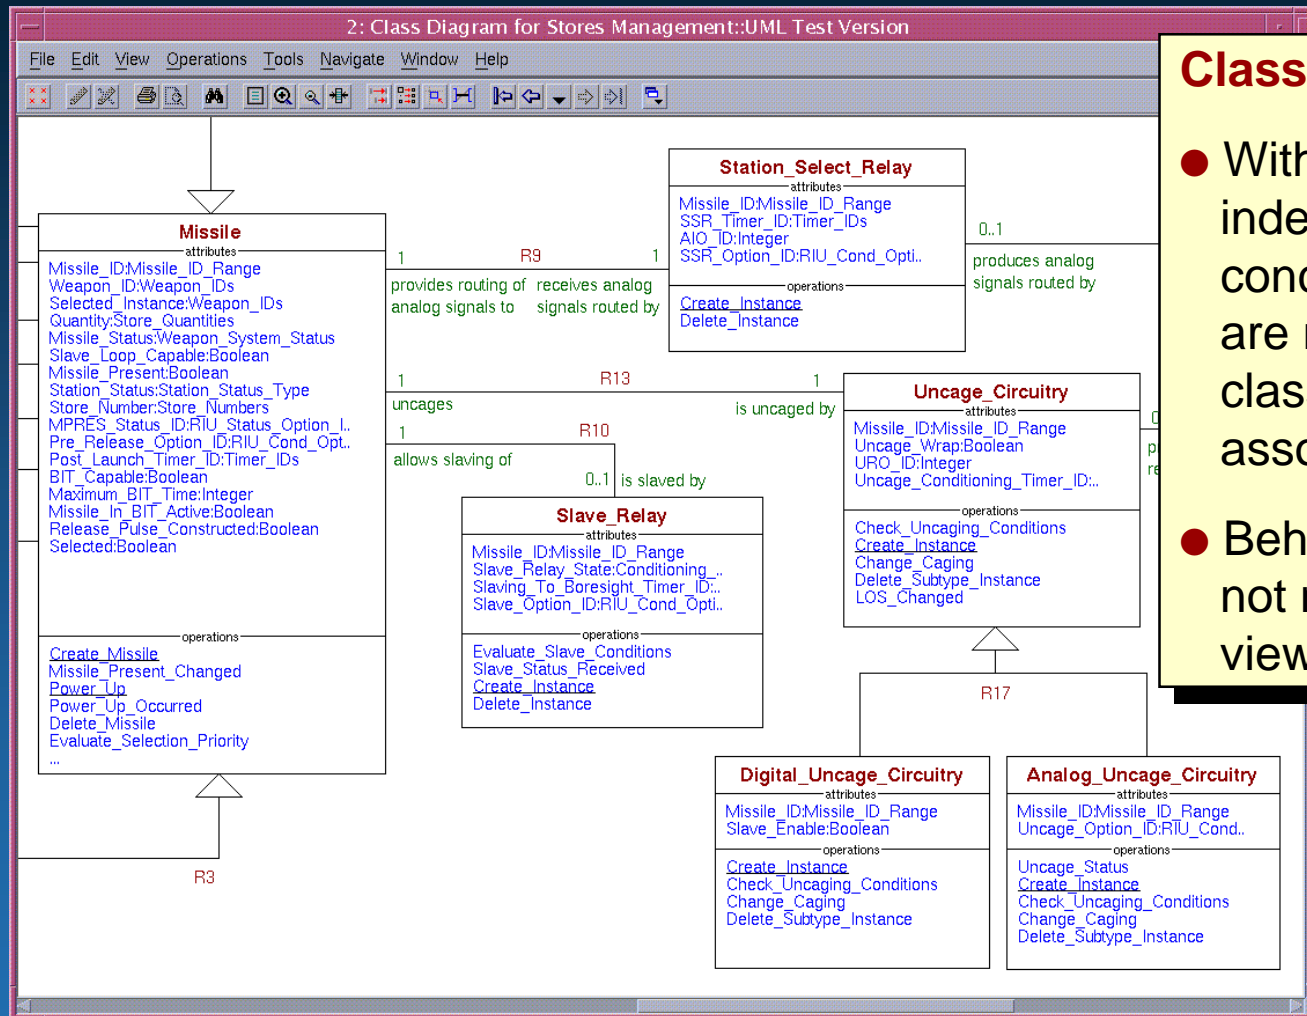 2: Class Diagram for Stores Management::UML Test Version
File Edit View Operations Tools Navigate Window Help
Missile
attributes
Missile_ID:Missile_ID_Range
Weapon_ID:Weapon_IDs
Selected_Instance:Weapon_IDs
Quantity:Store_Quantities
Missile_Status:Weapon_System_Status
Slave_Loop_Capable:Boolean
Missile_Present:Boolean
Station_Status:Station_Status_Type
Store_Number:Store_Numbers
MPRES_Status_ID:RIU_Status_Option_I..
Pre_Release_Option_ID:RIU_Cond_Opt..
Post_Launch_Timer_ID:Timer_IDs
BIT_Capable:Boolean
Maximum_BIT_Time:Integer
Missile_In_BIT_Active:Boolean
Release_Pulse_Constructed:Boolean
Selected:Boolean
operations
Create_Missile
Missile_Present_Changed
Power_Up
Power_Up_Occurred
Delete_Missile
Evaluate_Selection_Priority
...
R3
1 R9 1
provides routing of receives analog
analog signals to signals routed by
Station_Select_Relay
attributes
Missile_ID:Missile_ID_Range
SSR_Timer_ID:Timer_IDs
AIO_ID:Integer
SSR_Option_ID:RIU_Cond_Opti..
operations
Create_Instance
Delete_Instance
0..1
produces analog
signals routed by
1 R13 1
uncages is uncaged by
1 R10
allows slaving of
0..1 is slaved by
Slave_Relay
attributes
Missile_ID:Missile_ID_Range
Slave_Relay_State:Conditioning_..
Slaving_To_Boresight_Timer_ID:..
Slave_Option_ID:RIU_Cond_Opti..
operations
Evaluate_Slave_Conditions
Slave_Status_Received
Create_Instance
Delete_Instance
Uncage_Circuitry
attributes
Missile_ID:Missile_ID_Range
Uncage_Wrap:Boolean
URO_ID:Integer
Uncage_Conditioning_Timer_ID:..
operations
Check_Uncaging_Conditions
Create_Instance
Change_Caging
Delete_Subtype_Instance
LOS_Changed
R17
Digital_Uncage_Circuitry
attributes
Missile_ID:Missile_ID_Range
Slave_Enable:Boolean
operations
Create_Instance
Check_Uncaging_Conditions
Change_Caging
Delete_Subtype_Instance
Analog_Uncage_Circuitry
attributes
Missile_ID:Missile_ID_Range
Uncage_Option_ID:RIU_Cond..
operations
Uncage_Status
Create_Instance
Check_Uncaging_Conditions
Change_Caging
Delete_Subtype_Instance
Class
● With
inde
cond
are
clas
asso
● Beh
not
view